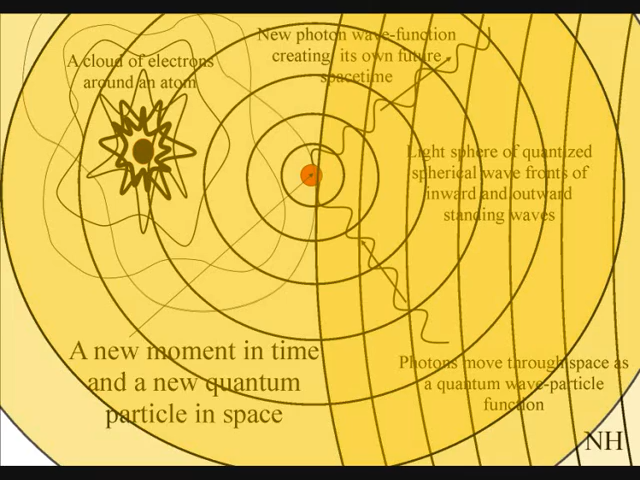 New photon wave-function
creating its own future
spacetime
A cloud of electrons
around an atom
Light sphere of quantized
spherical wave fronts of
inward and outward
standing waves
A new moment in time
and a new quantum
particle in space
Photons move through space as
a quantum wave-particle
function
NH